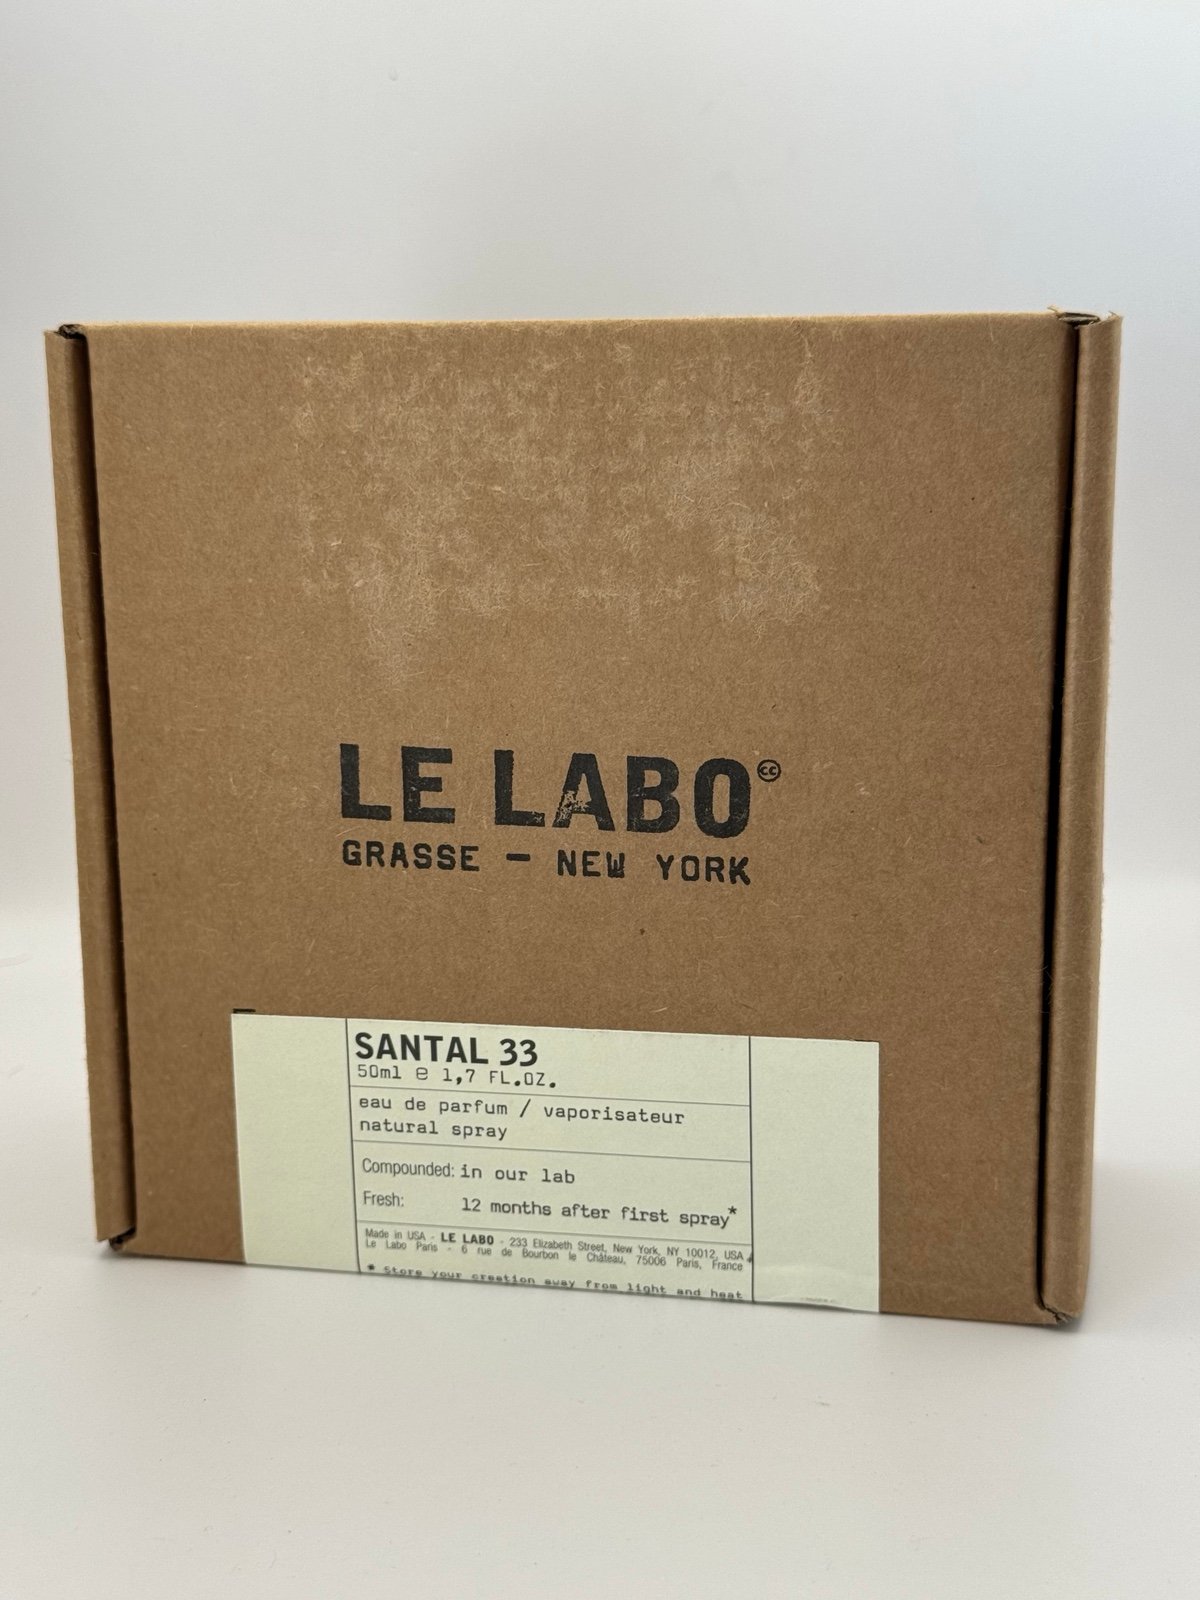 LE LABO
GRASSE – NEW YORK
SANTAL 33
50ml e 1,7 FL.OZ.
eau de parfum / vaporisateur
natural spray
Compounded: in our lab
Fresh: 12 months after first spray*
Made in USA - LE LABO - 233 Elizabeth Street, New York, NY 10012, USA
Le Labo Paris - 6 rue de Bourbon le Château, 75006 Paris, France
* Store your creation away from light and heat